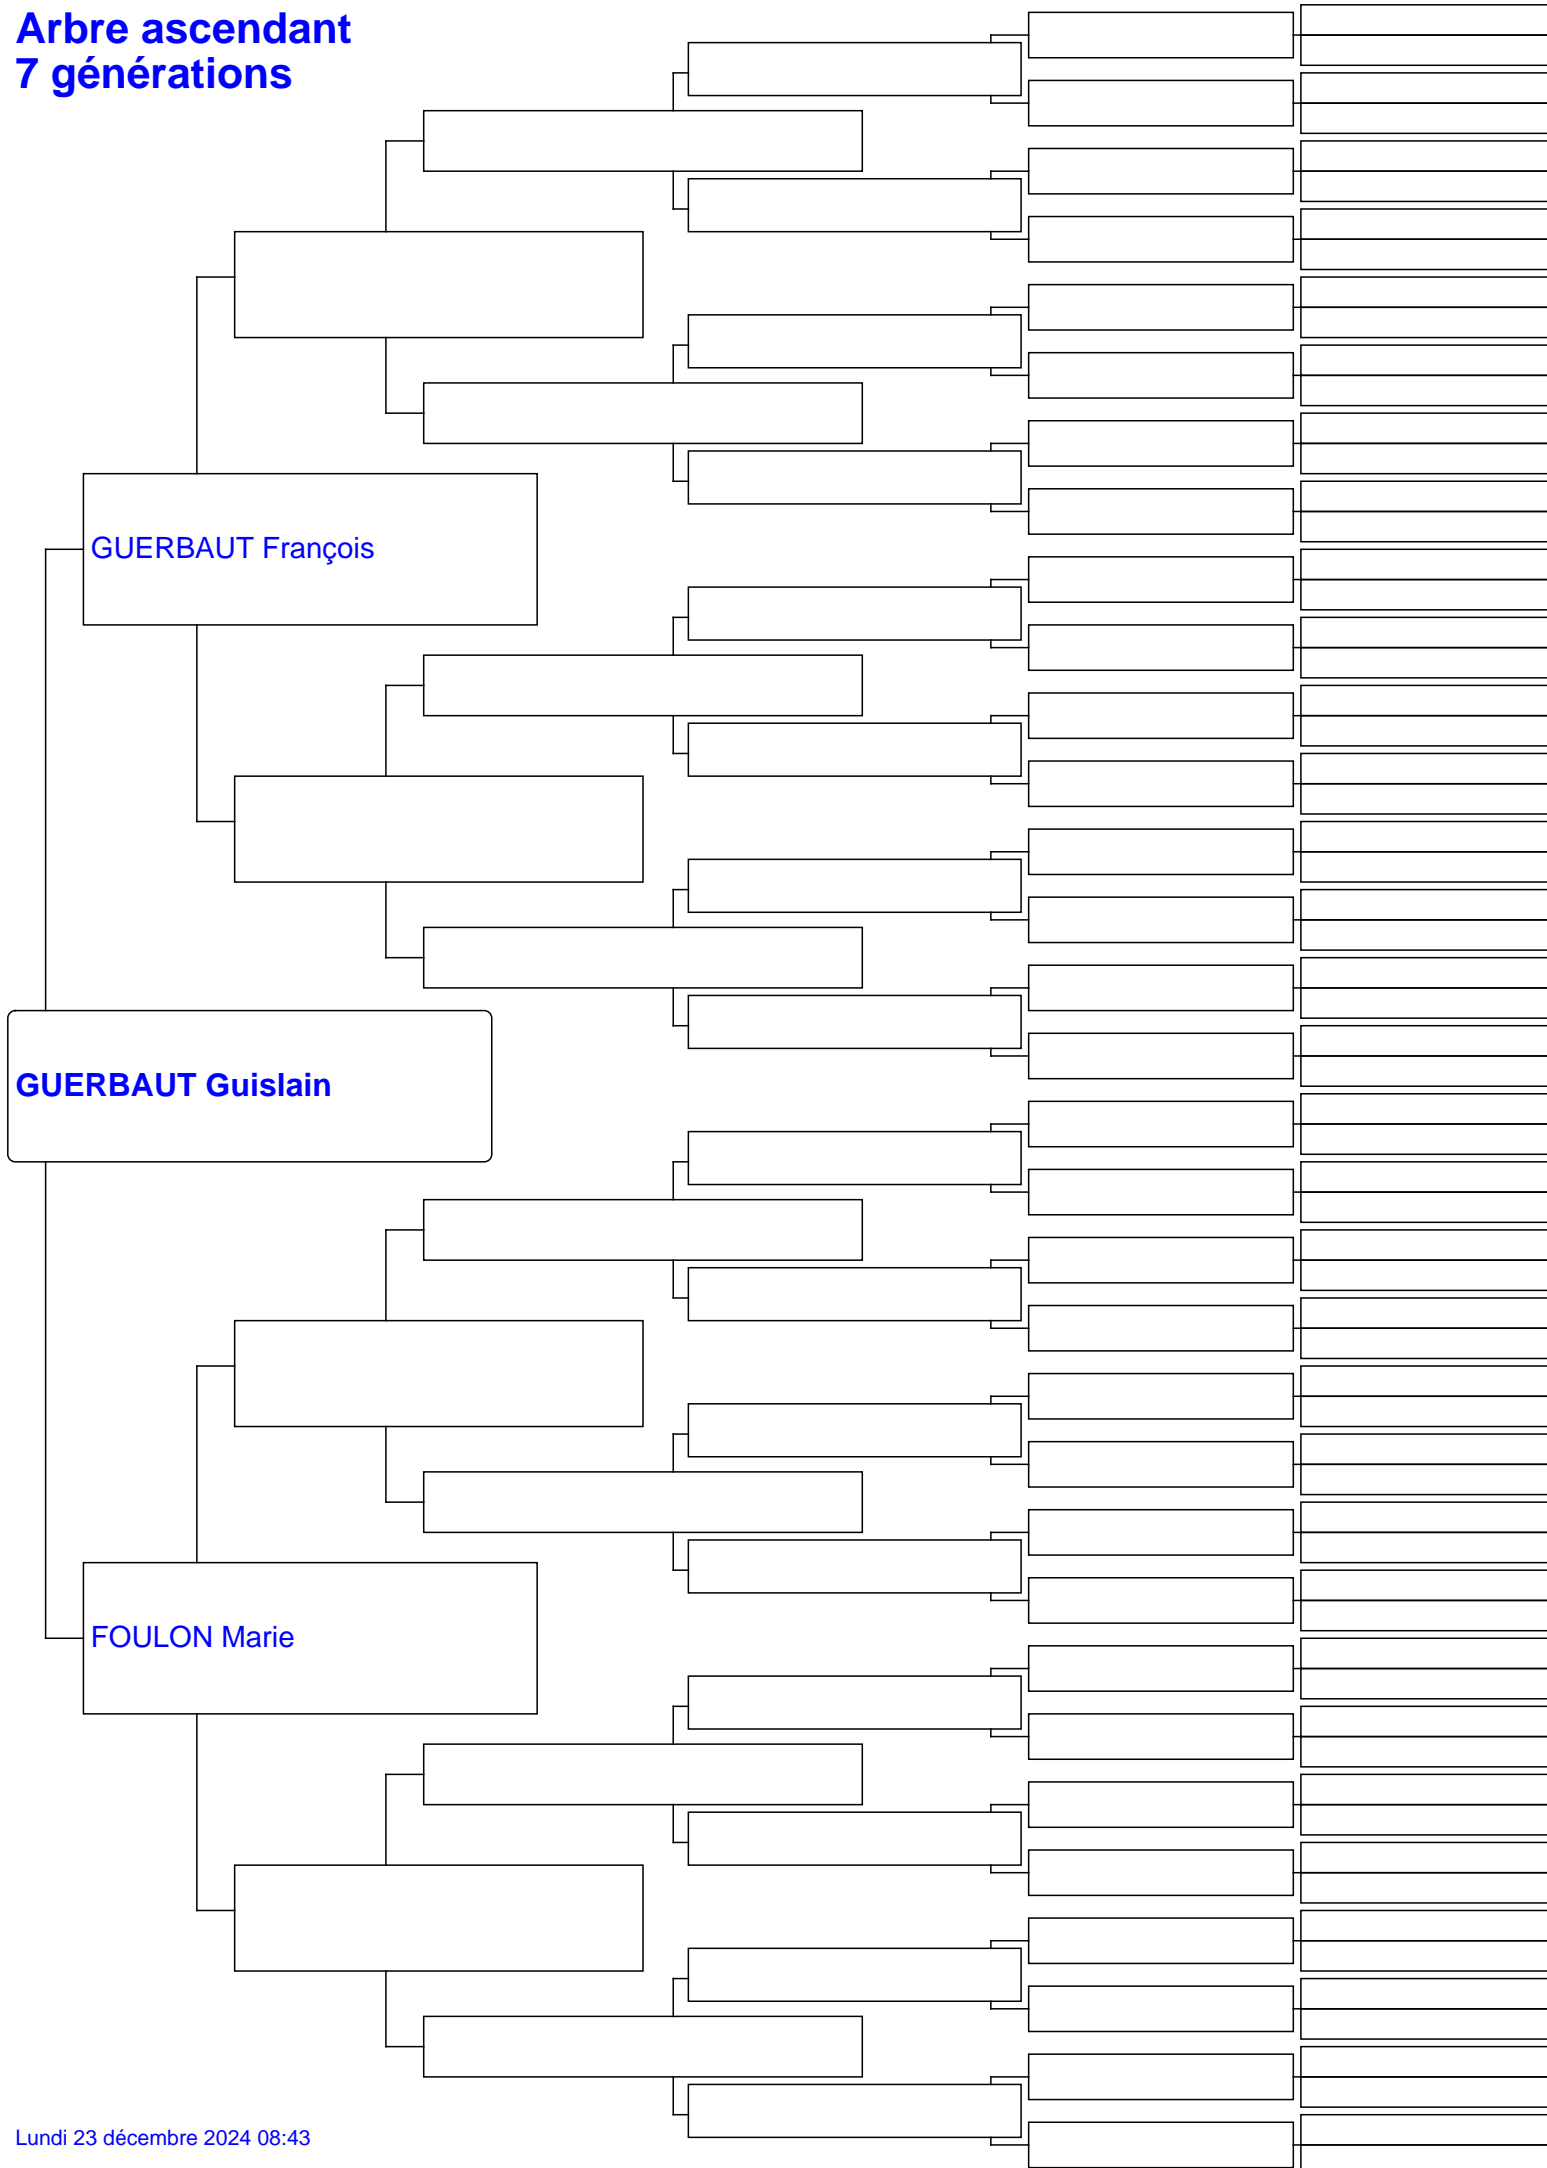 Arbre ascendant
7 générations
GUERBAUT François
GUERBAUT Guislain
FOULON Marie
Lundi 23 décembre 2024 08:43